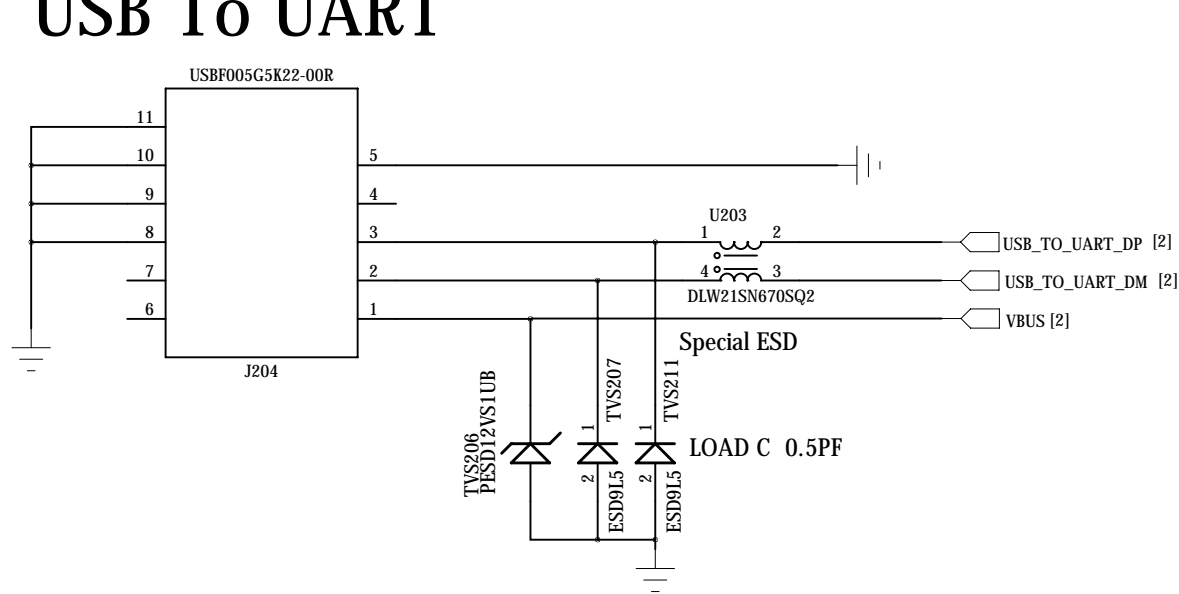 USB To UART
USBF005G5K22-00R
11
10
9
8
7
6
5
4
3
2
1
J204
U203
1 2
4 3
DLW21SN670SQ2
USB_TO_UART_DP [2]
USB_TO_UART_DM [2]
VBUS [2]
Special ESD
TVS206
PESD12VS1UB
TVS207
1
2
ESD9L5
TVS211
1
2
ESD9L5
LOAD C 0.5PF